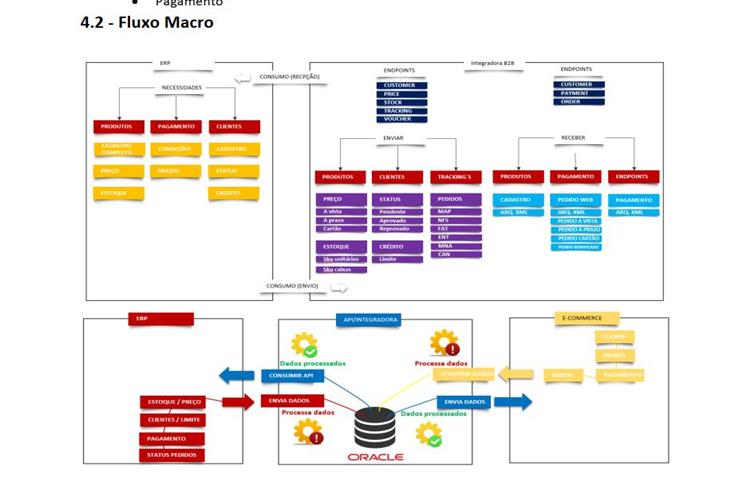 Pagamento
4.2 - Fluxo Macro
ERP
CONSUMO (RECPÇÃO)
NECESSIDADES
PRODUTOS
PAGAMENTO
CLIENTES
CADASTRO COMPLETO
CONDIÇÕES
CADASTRO
PREÇO
PRAZOS
STATUS
ESTOQUE
CRÉDITO
Integradora B2B
ENDPOINTS
CUSTOMER
PRICE
STOCK
TRACKING
VOUCHER
ENDPOINTS
CUSTOMER
PAYMENT
ORDER
ENVIAR
PRODUTOS
CLIENTES
TRACKING´S
PREÇO
A vista
A prazo
Cartão
ESTOQUE
Sku unitários
Sku caixas
STATUS
Pendente
Aprovado
Reprovado
CRÉDITO
Limite
PEDIDOS
MAP
NFS
FAT
ENT
MNA
CAN
RECEBER
PRODUTOS
PAGAMENTO
ENDPOINTS
CADASTRO
ARQ, XML
PEDIDO WEB
ARQ, XML
PEDIDO A VISTA
PEDIDO A PRAZO
PEDIDO CARTÃO
PEDIDO BONIFICADO
PAGAMENTO
ARQ, XML
CONSUMO (ENVIO)
ERP
API/INTEGRADORA
E-COMMERCE
Dados processados
Processa dados
CONSUMIR API
CONSUMIR DADOS
ENVIA DADOS
ENVIA DADOS
Processa dados
Dados processados
ORACLE
ESTOQUE / PREÇO
CLIENTES / LIMITE
PAGAMENTO
STATUS PEDIDOS
CLIENTE
PEDIDO
DADOS
PAGAMENTO